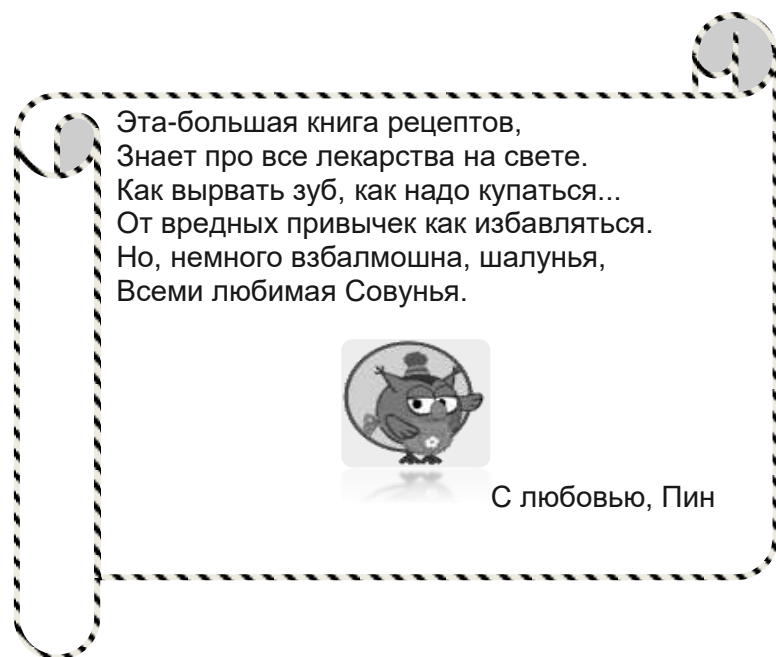 Эта-большая книга рецептов,
Знает про все лекарства на свете.
Как вырвать зуб, как надо купаться...
От вредных привычек как избавляться.
Но, немного взбалмошна, шалунья,
Всеми любимая Совунья.
С любовью, Пин